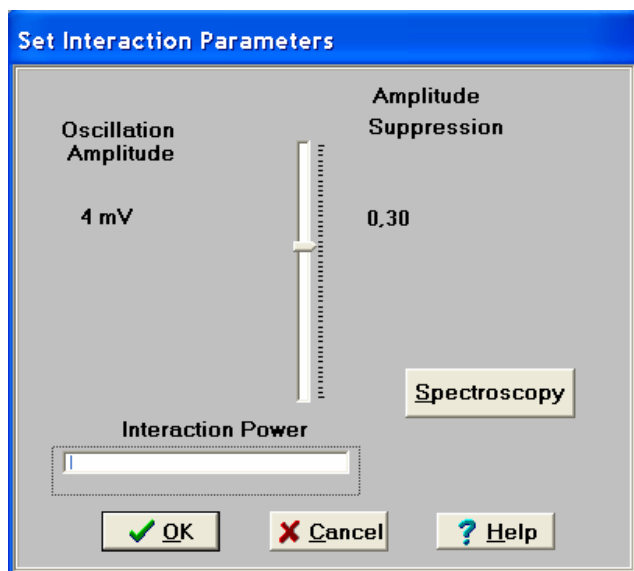 Set Interaction Parameters
Oscillation
Amplitude
4 mV
Amplitude
Suppression
0,30
Spectroscopy
Interaction Power
OK
Cancel
Help